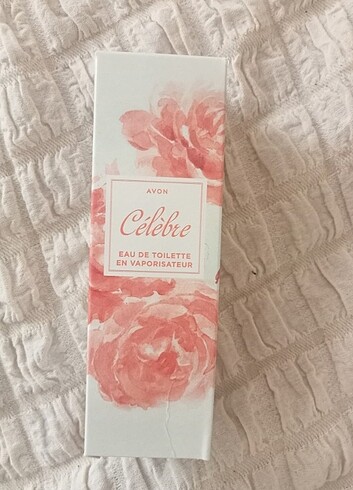 AVON
Célèbre
EAU DE TOILETTE
EN VAPORISATEUR